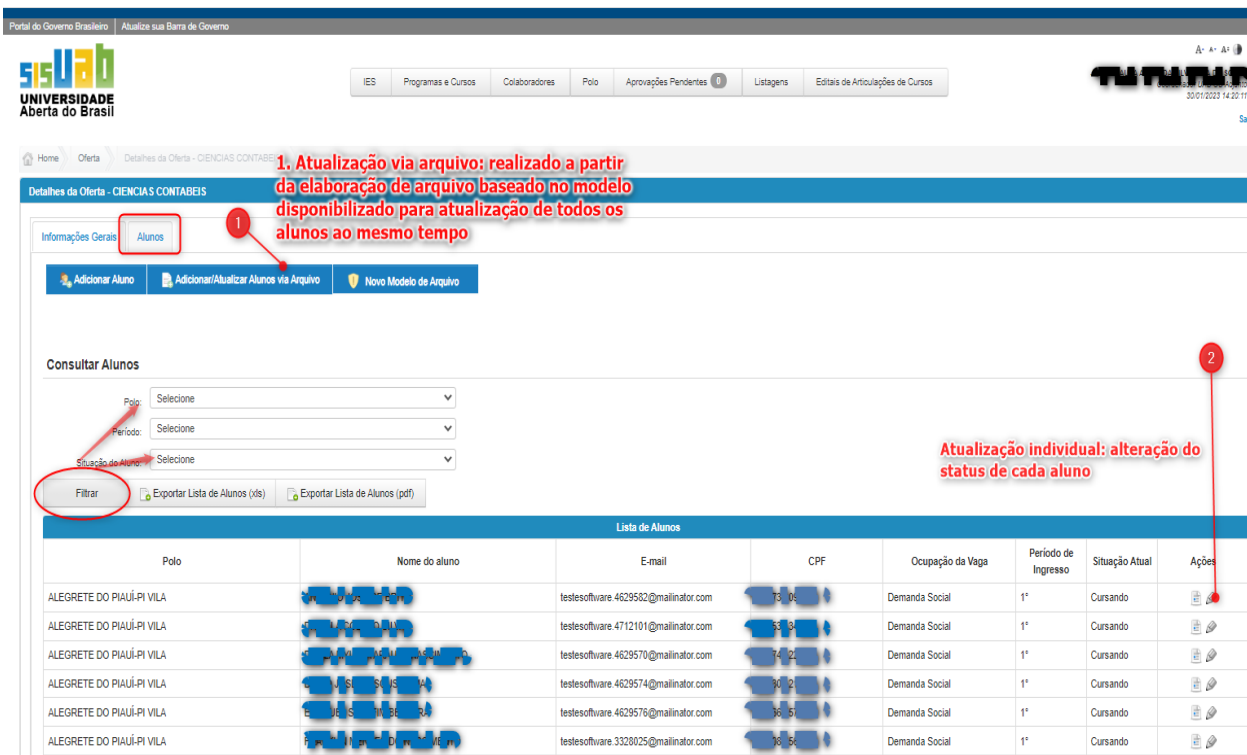 Portal do Governo Brasileiro | Atualize sua Barra de Governo
sisuab
UNIVERSIDADE
Aberta do Brasil
IES Programas e Cursos Colaboradores Polo Aprovações Pendentes 0 Listagens Editais de Articulações de Cursos
30/01/2023 14:20:11
Home Oferta Detalhes da Oferta - CIENCIAS CONTABEIS
1. Atualização via arquivo: realizado a partir
da elaboração de arquivo baseado no modelo
disponibilizado para atualização de todos os
alunos ao mesmo tempo
Detalhes da Oferta - CIENCIAS CONTABEIS
Informações Gerais Alunos
1
Adicionar Aluno Adicionar/Atualizar Alunos via Arquivo Novo Modelo de Arquivo
Consultar Alunos
2
Polo: Selecione
Período: Selecione
Situação do Aluno: Selecione
Atualização individual: alteração do
status de cada aluno
Filtrar Exportar Lista de Alunos (xls) Exportar Lista de Alunos (pdf)
Lista de Alunos
Polo Nome do aluno E-mail CPF Ocupação da Vaga Período de Ingresso Situação Atual Ações
ALEGRETE DO PIAUÍ-PI VILA testesoftware.4629582@mailinator.com Demanda Social 1° Cursando
ALEGRETE DO PIAUÍ-PI VILA testesoftware.4712101@mailinator.com Demanda Social 1° Cursando
ALEGRETE DO PIAUÍ-PI VILA testesoftware.4629570@mailinator.com Demanda Social 1° Cursando
ALEGRETE DO PIAUÍ-PI VILA testesoftware.4629574@mailinator.com Demanda Social 1° Cursando
ALEGRETE DO PIAUÍ-PI VILA testesoftware.4629576@mailinator.com Demanda Social 1° Cursando
ALEGRETE DO PIAUÍ-PI VILA testesoftware.3328025@mailinator.com Demanda Social 1° Cursando